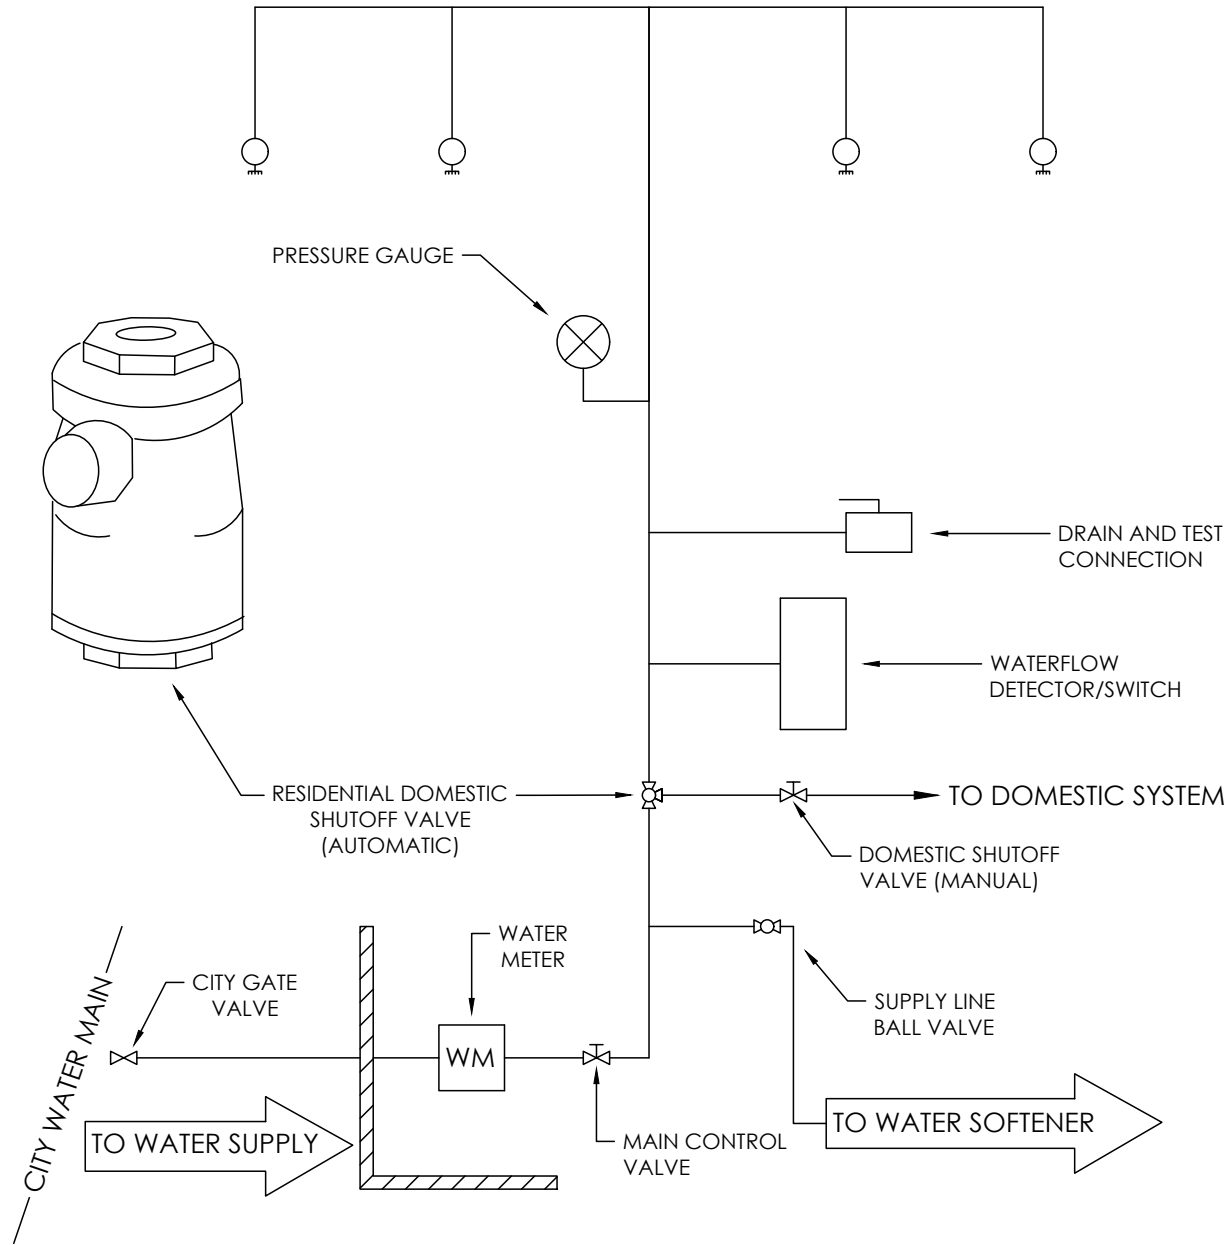 PRESSURE GAUGE
DRAIN AND TEST
CONNECTION
WATERFLOW
DETECTOR/SWITCH
RESIDENTIAL DOMESTIC
SHUTOFF VALVE
(AUTOMATIC)
TO DOMESTIC SYSTEM
DOMESTIC SHUTOFF
VALVE (MANUAL)
WATER
METER
CITY GATE
VALVE
SUPPLY LINE
BALL VALVE
CITY WATER MAIN
WM
TO WATER SUPPLY
MAIN CONTROL
VALVE
TO WATER SOFTENER